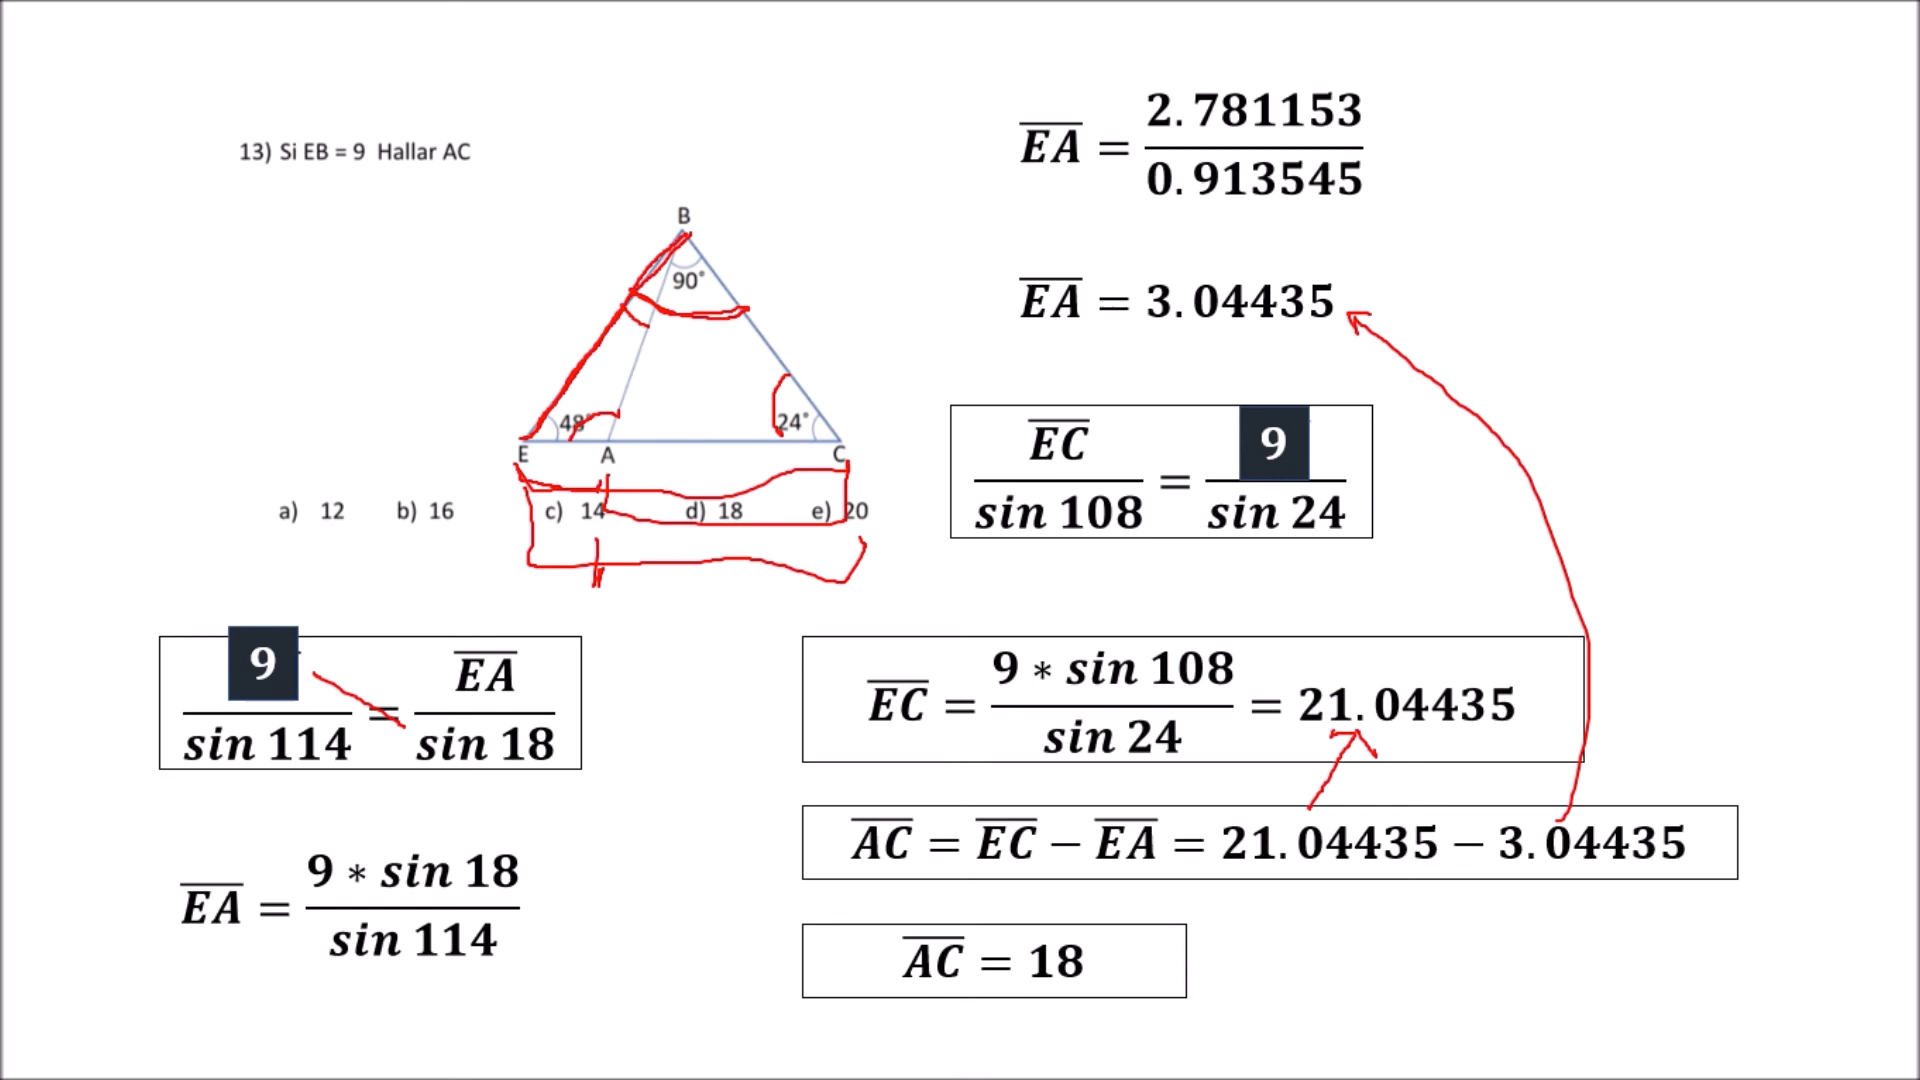 13) Si EB = 9 Hallar AC
B
90°
48°
24°
E A C
a) 12 b) 16 c) 14 d) 18 e) 20
9 / sin 114 = EA / sin 18
EA = 9 * sin 18 / sin 114
EA = 2.781153 / 0.913545
EA = 3.04435
EC / sin 108 = 9 / sin 24
EC = 9 * sin 108 / sin 24 = 21.04435
AC = EC − EA = 21.04435 − 3.04435
AC = 18